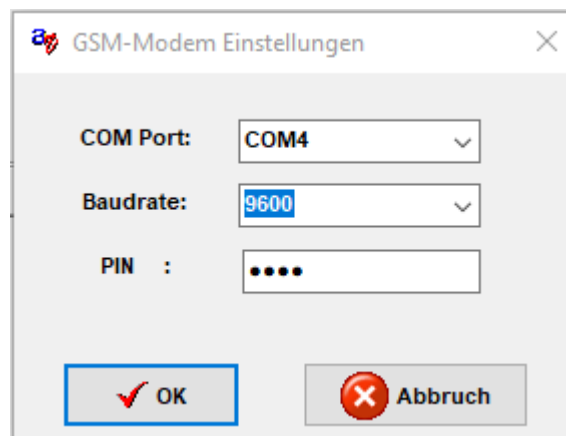 GSM-Modem Einstellungen
COM Port: COM4
Baudrate: 9600
PIN : ••••
OK Abbruch